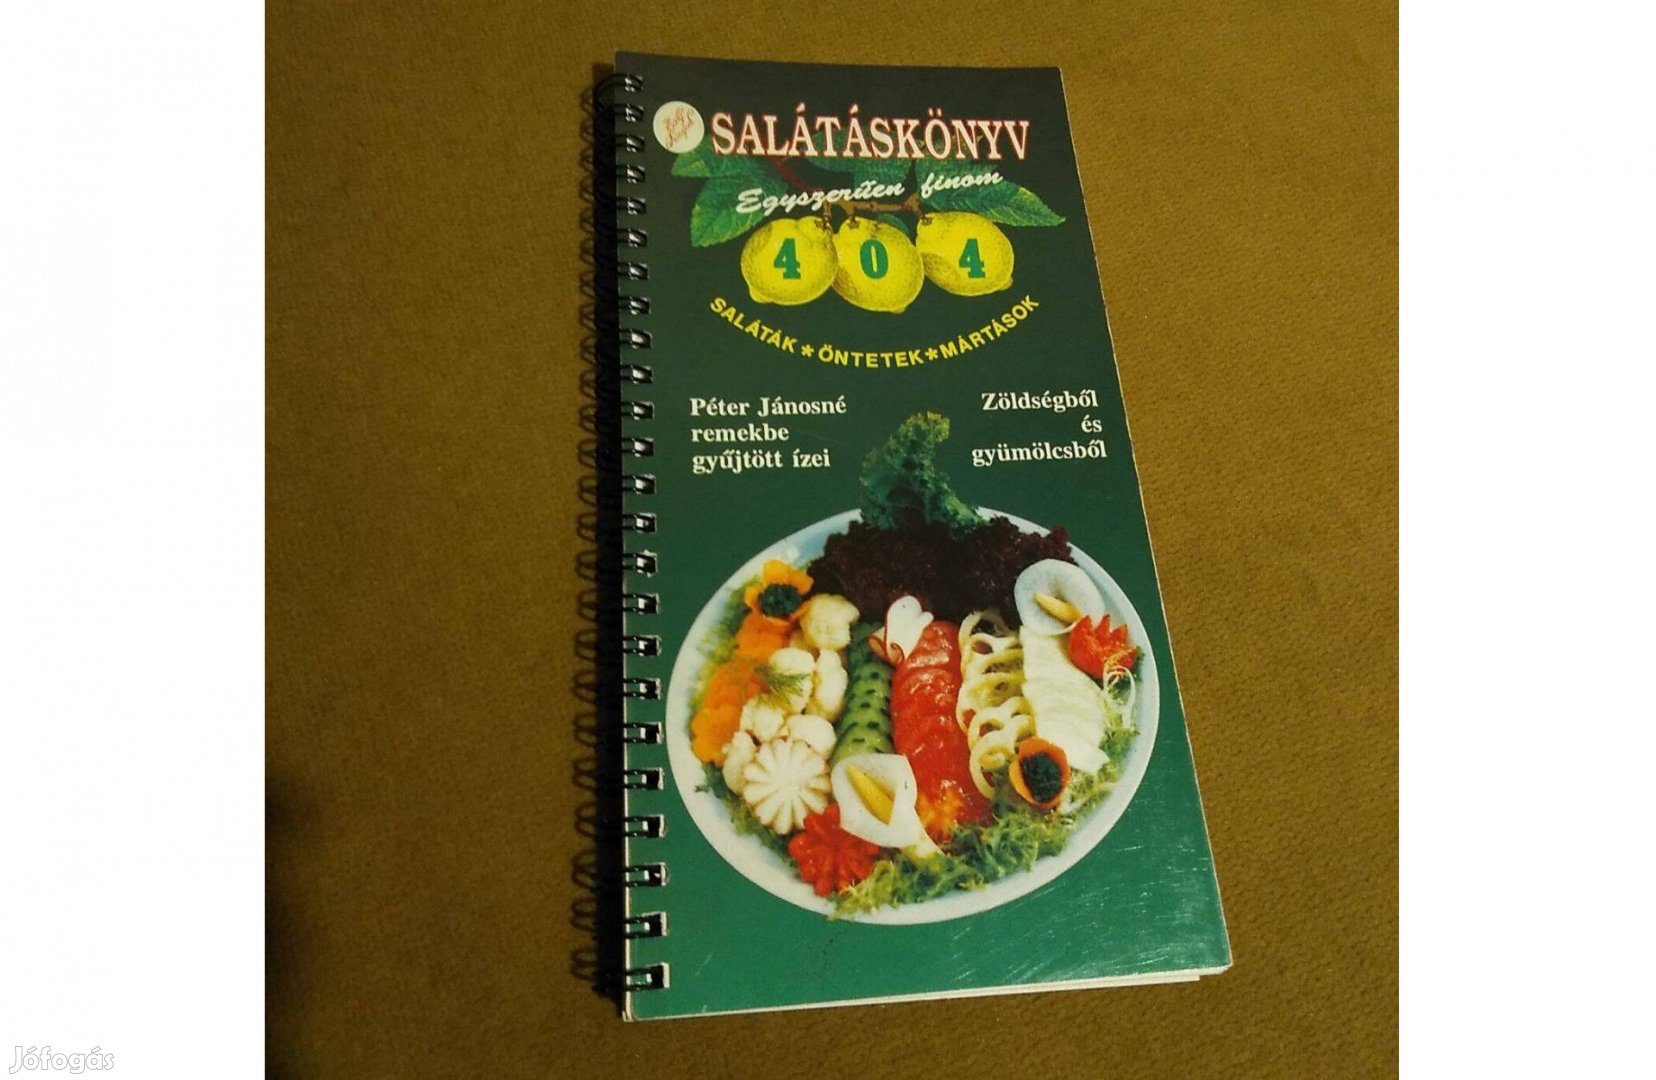 SALÁTÁSKÖNYV
Egyszerűen finom
4 0 4
SALÁTÁK * ÖNTETEK * MÁRTÁSOK
Péter Jánosné
remekbe
gyűjtött ízei
Zöldségből
és
gyümölcsből
Jófogás